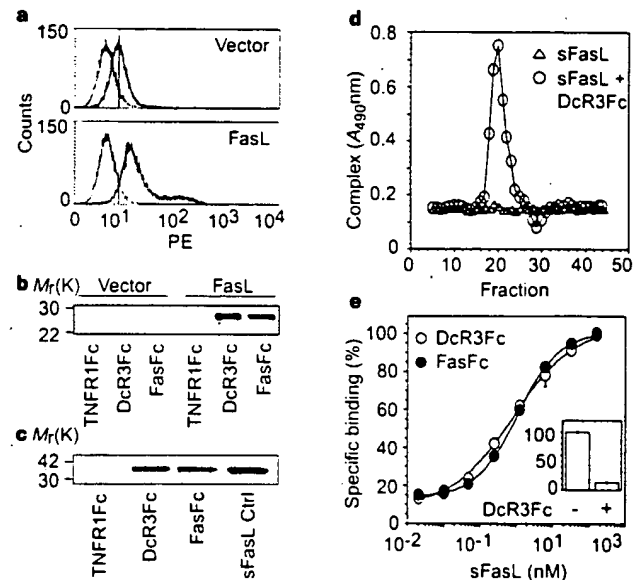 a
150
Vector
0
150
FasL
0
Counts
0 10¹ 10² 10³ 10⁴
PE
b Mr(K) Vector FasL
30
22
TNFR1Fc
DcR3Fc
FasFc
TNFR1Fc
DcR3Fc
FasFc
c Mr(K)
42
30
TNFR1Fc
DcR3Fc
FasFc
sFasL Ctrl
d
0.8
0.6
0.4
0.2
0
Complex (A₄₉₀nm)
sFasL
sFasL +
DcR3Fc
0 10 20 30 40 50
Fraction
e
100
80
60
40
20
0
Specific binding (%)
DcR3Fc
FasFc
100
50
0
DcR3Fc - +
10⁻² 10⁻¹ 10⁰ 10¹ 10³
sFasL (nM)